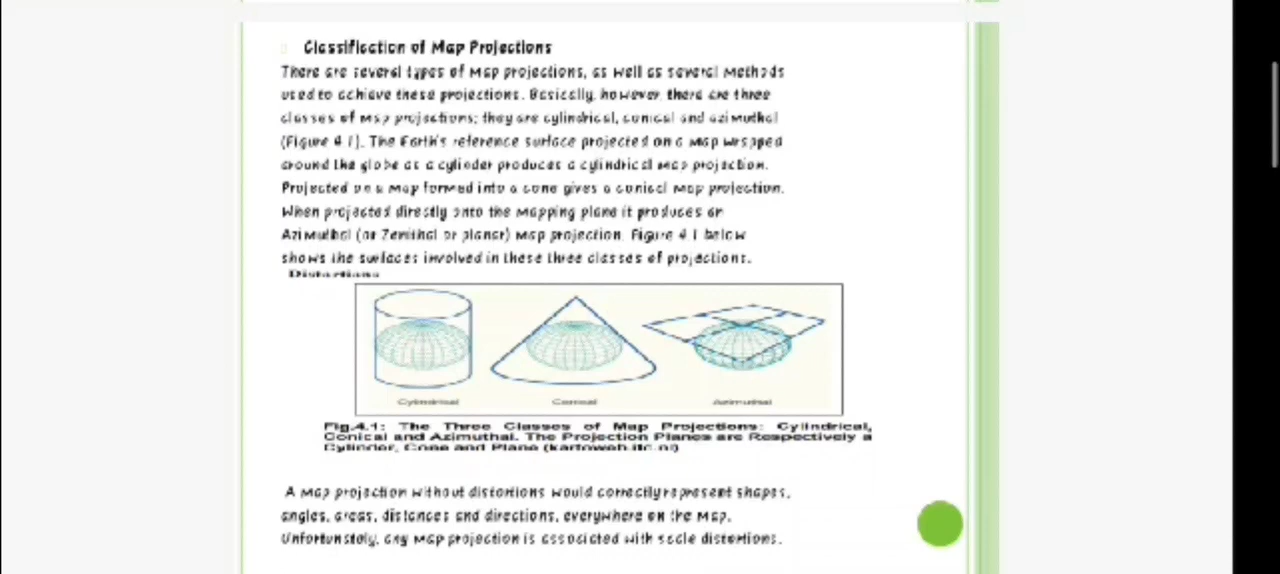 Classification of Map Projections
There are several types of map projections, as well as several methods
used to achieve these projections. Basically, however, there are three
classes of map projections; they are cylindrical, conical and azimuthal
(Figure 4.1). The Earth's reference surface projected on a map wrapped
around the globe as a cylinder produces a cylindrical map projection.
Projected on a map formed into a cone gives a conical map projection.
When projected directly onto the mapping plane it produces an
Azimuthal (or Zenithal or planar) map projection. Figure 4.1 below
shows the surfaces involved in these three classes of projections.
Distortions
Cylindrical Conical Azimuthal
Fig.4.1: The Three Classes of Map Projections: Cylindrical,
Conical and Azimuthal. The Projection Planes are Respectively a
Cylinder, Cone and Plane (kartoweb.itc.nl)
A map projection without distortions would correctly represent shapes,
angles, areas, distances and directions, everywhere on the map.
Unfortunately, any map projection is associated with scale distortions.